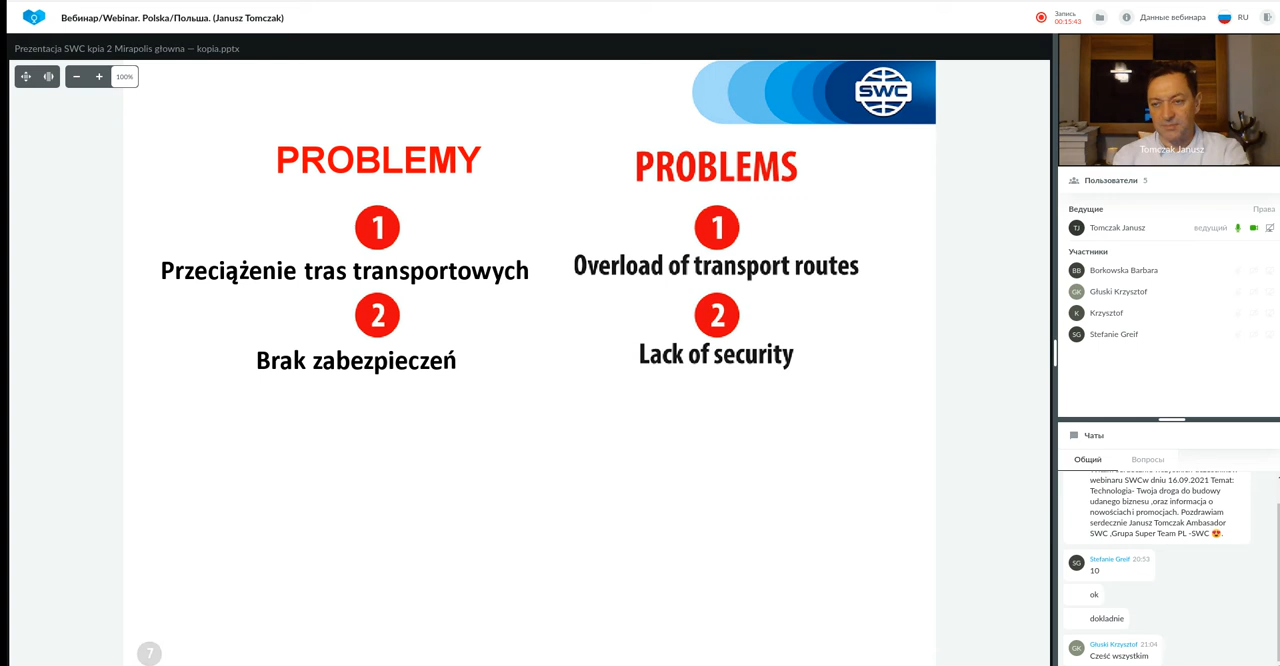 Вебинар/Webinar. Polska/Польша. (Janusz Tomczak)
Запись
00:15:43
Данные вебинара
RU
Prezentacja SWC kpia 2 Mirapolis głowna — kopia.pptx
100%
SWC
PROBLEMY
1
Przeciążenie tras transportowych
2
Brak zabezpieczeń
PROBLEMS
1
Overload of transport routes
2
Lack of security
7
Tomczak Janusz
Пользователи 5
Ведущие Права
TJ Tomczak Janusz ведущий
Участники
BB Borkowska Barbara
GK Głuski Krzysztof
K Krzysztof
SG Stefanie Greif
Чаты
Общий Вопросы
webinaru SWCw dniu 16.09.2021 Temat:
Technologia- Twoja droga do budowy
udanego biznesu ,oraz informacja o
nowościach i promocjach. Pozdrawiam
serdecznie Janusz Tomczak Ambasador
SWC ,Grupa Super Team PL -SWC 😍.
SG Stefanie Greif 20:53
10
ok
dokladnie
GK Głuski Krzysztof 21:04
Cześć wszystkim